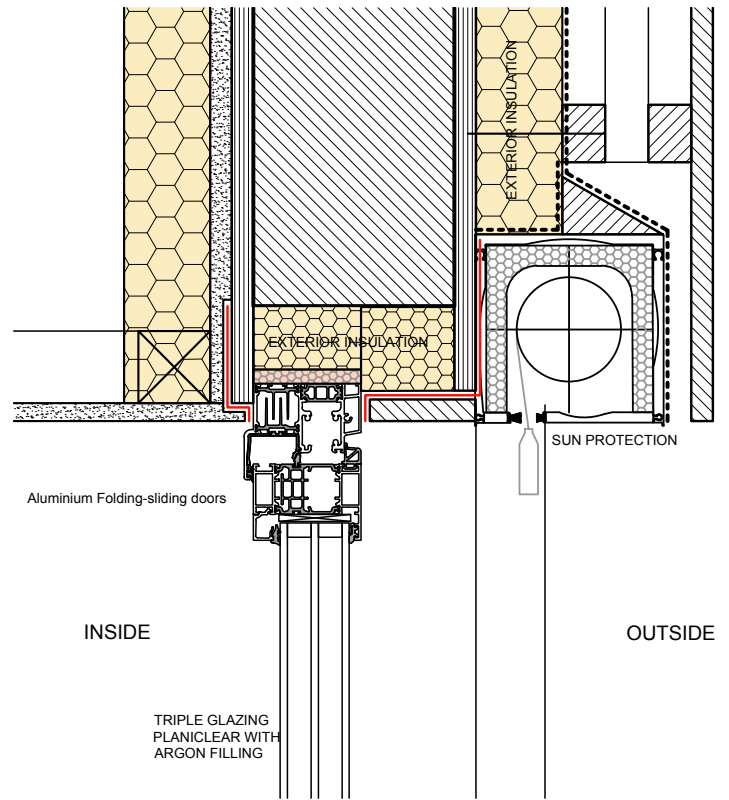 EXTERIOR INSULATION
EXTERIOR INSULATION
SUN PROTECTION
Aluminium Folding-sliding doors
INSIDE
OUTSIDE
TRIPLE GLAZING
PLANICLEAR WITH
ARGON FILLING